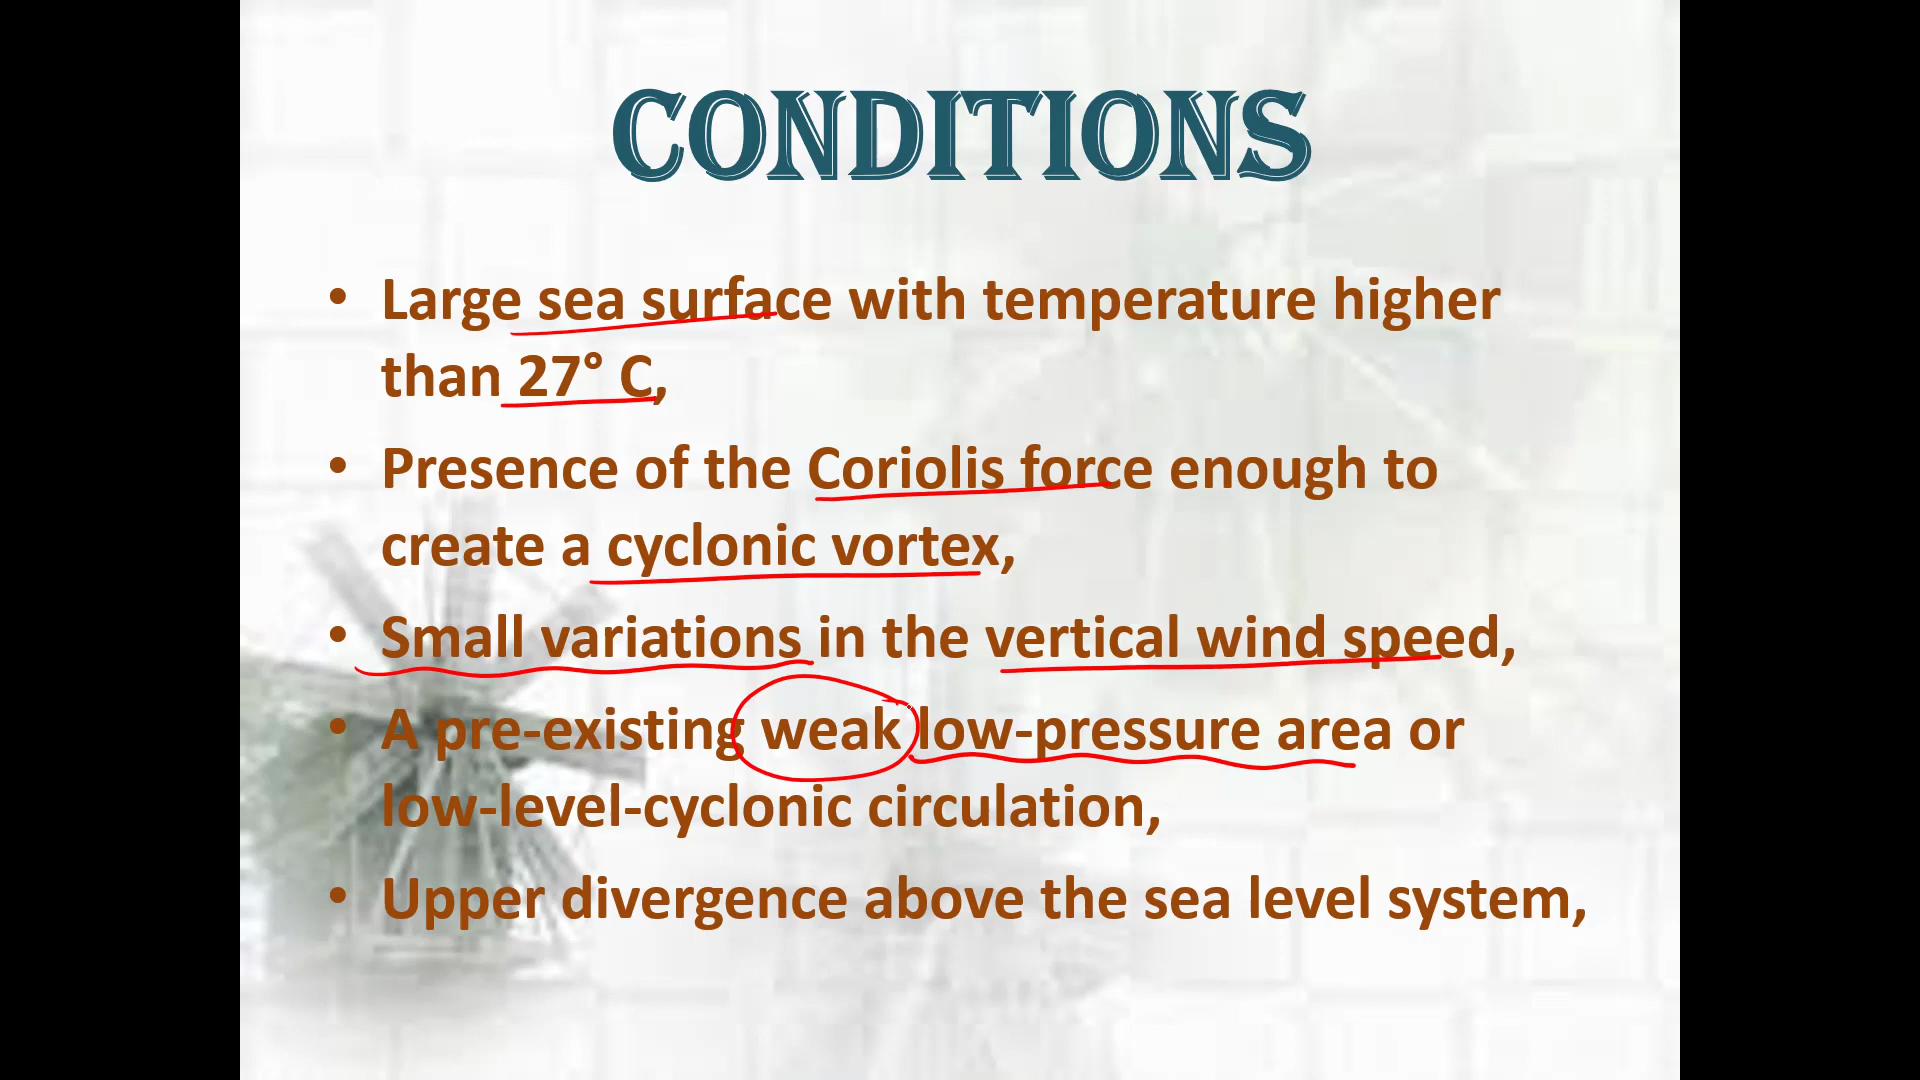 CONDITIONS
• Large sea surface with temperature higher
than 27° C,
• Presence of the Coriolis force enough to
create a cyclonic vortex,
• Small variations in the vertical wind speed,
• A pre-existing weak low-pressure area or
low-level-cyclonic circulation,
• Upper divergence above the sea level system,